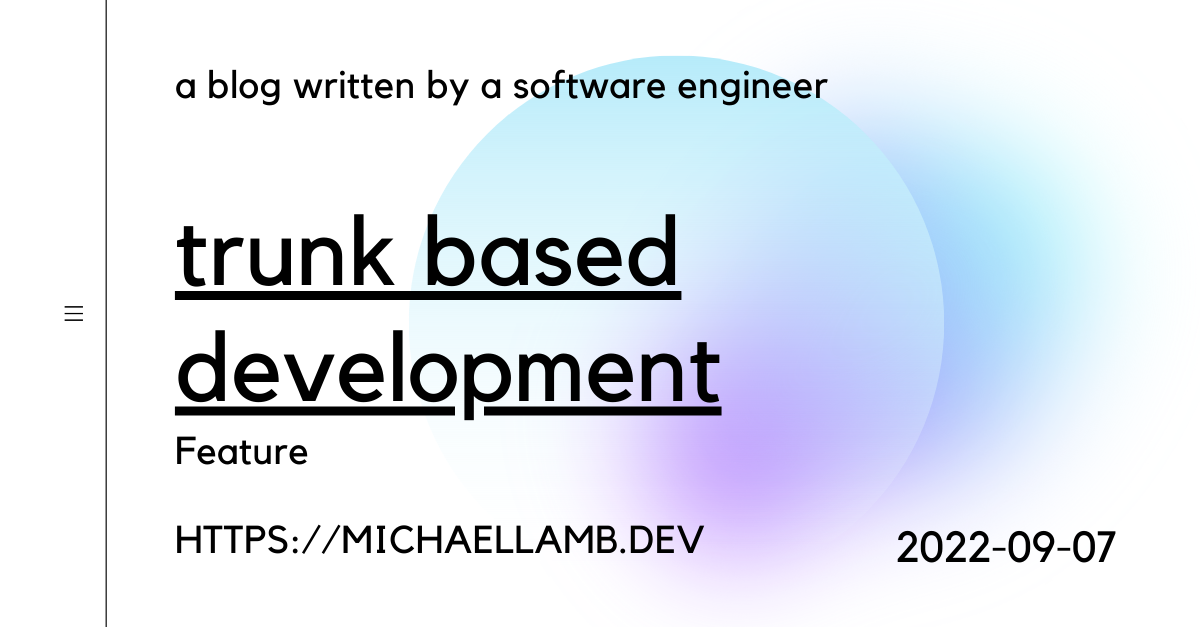 a blog written by a software engineer
trunk based
development
Feature
HTTPS://MICHAELLAMB.DEV
2022-09-07